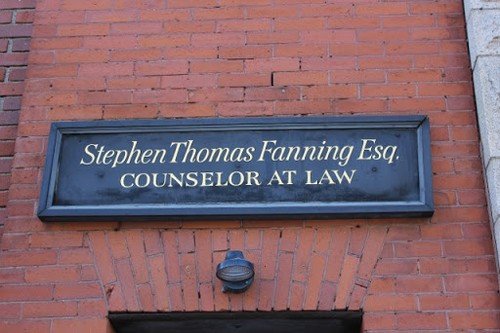 Stephen Thomas Fanning Esq.
COUNSELOR AT LAW